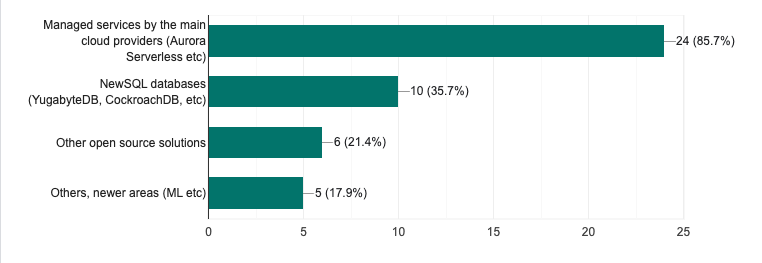 Managed services by the main
cloud providers (Aurora
Serverless etc)
24 (85.7%)
NewSQL databases
(YugabyteDB, CockroachDB, etc)
10 (35.7%)
Other open source solutions
6 (21.4%)
Others, newer areas (ML etc)
5 (17.9%)
0 5 10 15 20 25